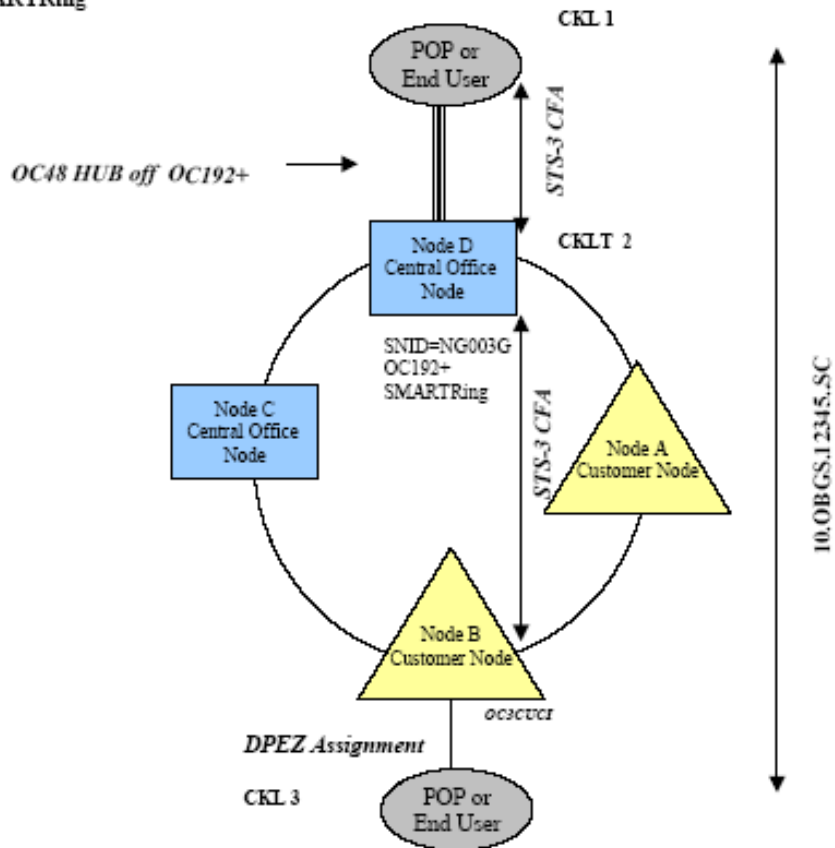 CKL 1
POP or
End User
STS-3 CFA
OC48 HUB off OC192+
Node D
Central Office
Node
CKLT 2
SNID=NG003G
OC192+
SMARTRing
STS-3 CFA
Node C
Central Office
Node
Node A
Customer Node
10.OBGS.12345..SC
Node B
Customer Node
OC3CUCI
DPEZ Assignment
CKL 3
POP or
End User